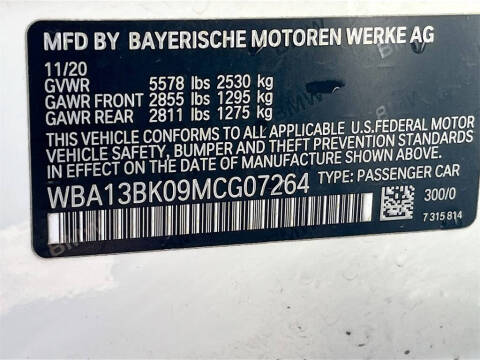 MFD BY BAYERISCHE MOTOREN WERKE AG
11/20
GVWR 5578 lbs 2530 kg
GAWR FRONT 2855 lbs 1295 kg
GAWR REAR 2811 lbs 1275 kg
THIS VEHICLE CONFORMS TO ALL APPLICABLE U.S.FEDERAL MOTOR
VEHICLE SAFETY, BUMPER AND THEFT PREVENTION STANDARDS
IN EFFECT ON THE DATE OF MANUFACTURE SHOWN ABOVE.
WBA13BK09MCG07264 TYPE: PASSENGER CAR
300/0
7 315 814